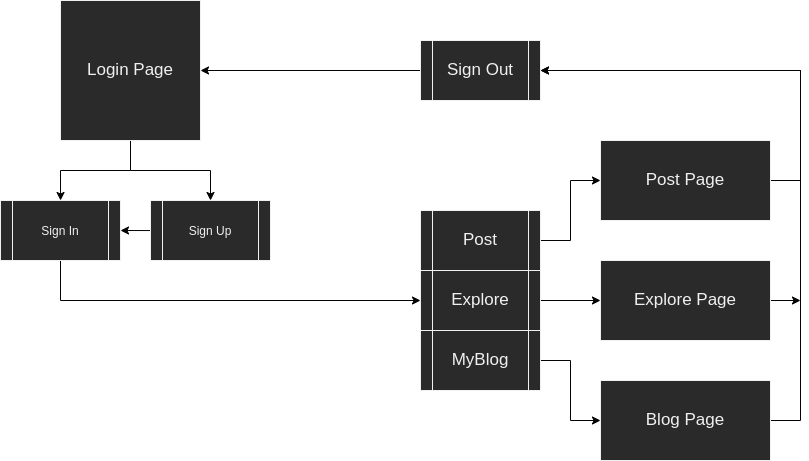 Login Page
Sign Out
Post Page
Sign In
Sign Up
Post
Explore
Explore Page
MyBlog
Blog Page